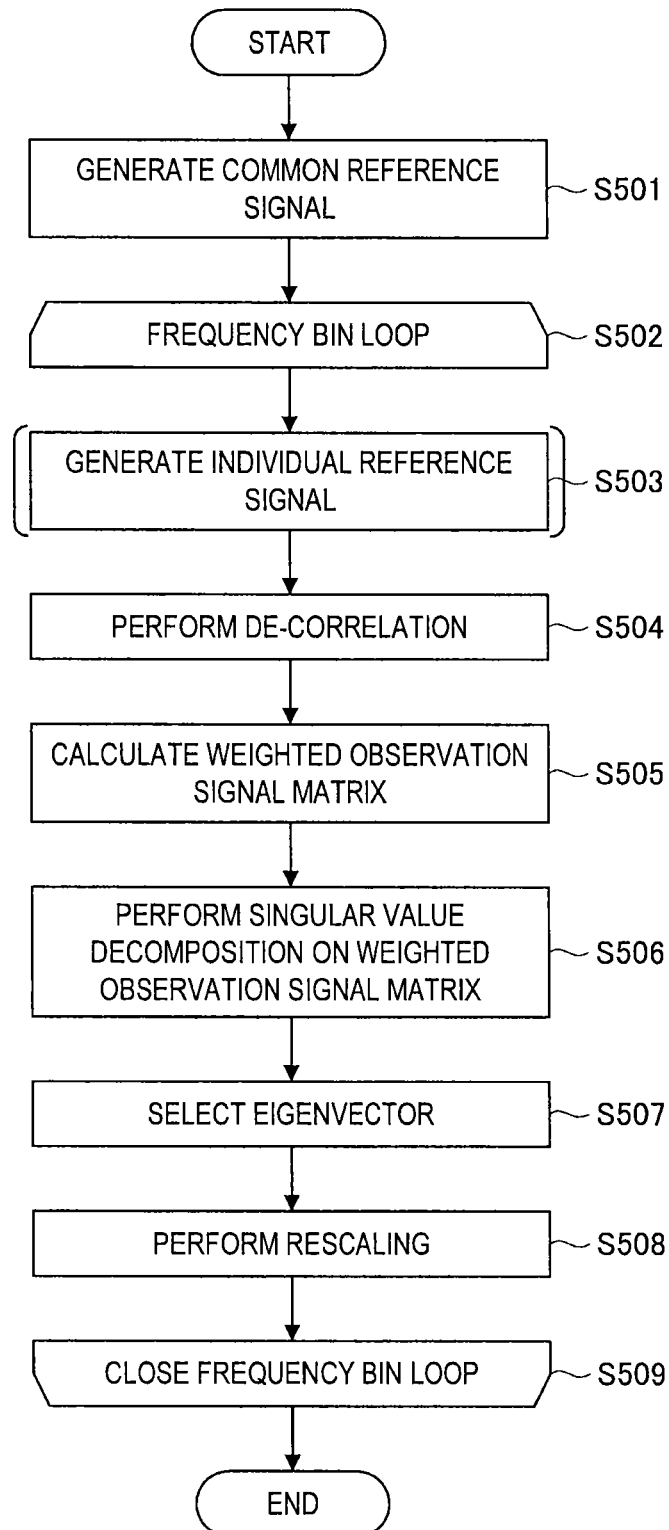 START
GENERATE COMMON REFERENCE
SIGNAL
S501
FREQUENCY BIN LOOP
S502
GENERATE INDIVIDUAL REFERENCE
SIGNAL
S503
PERFORM DE-CORRELATION
S504
CALCULATE WEIGHTED OBSERVATION
SIGNAL MATRIX
S505
PERFORM SINGULAR VALUE
DECOMPOSITION ON WEIGHTED
OBSERVATION SIGNAL MATRIX
S506
SELECT EIGENVECTOR
S507
PERFORM RESCALING
S508
CLOSE FREQUENCY BIN LOOP
S509
END